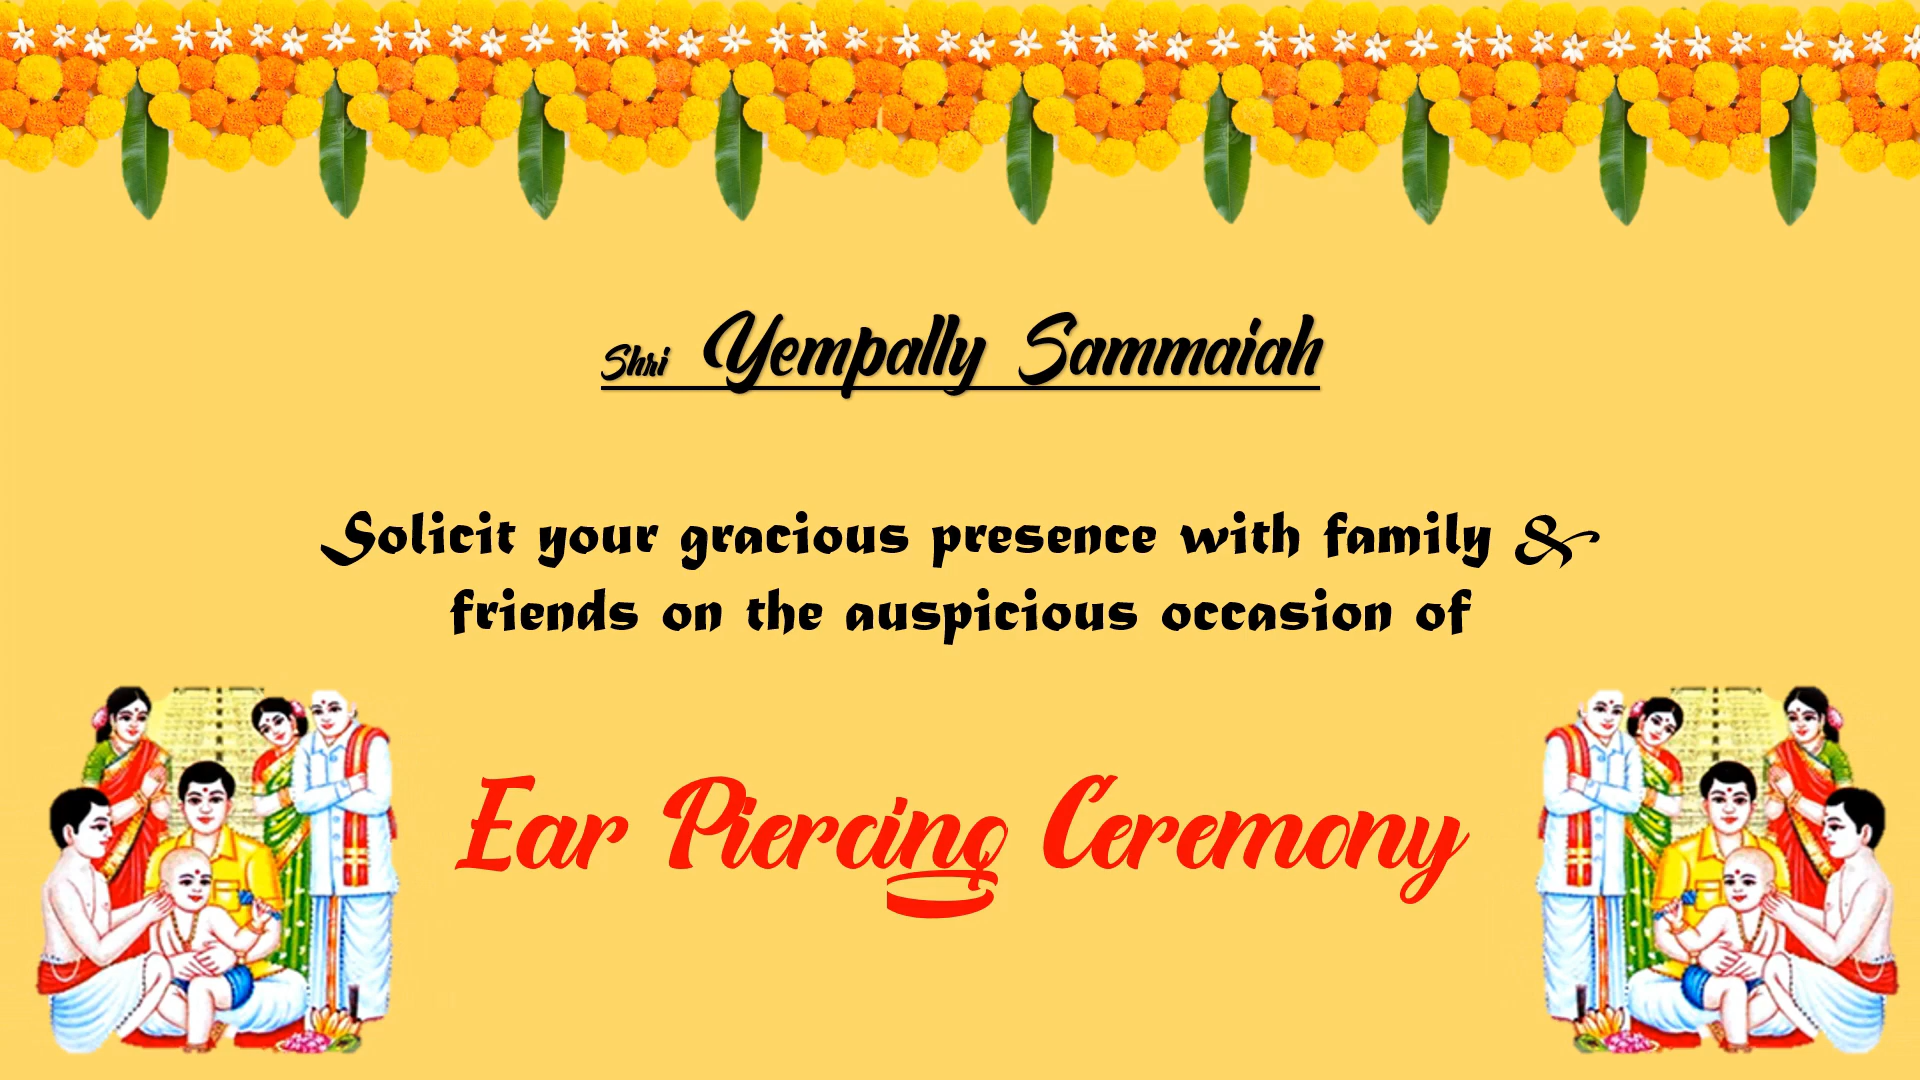 Shri Yempally Sammaiah
Solicit your gracious presence with family &
friends on the auspicious occasion of
Ear Piercing Ceremony